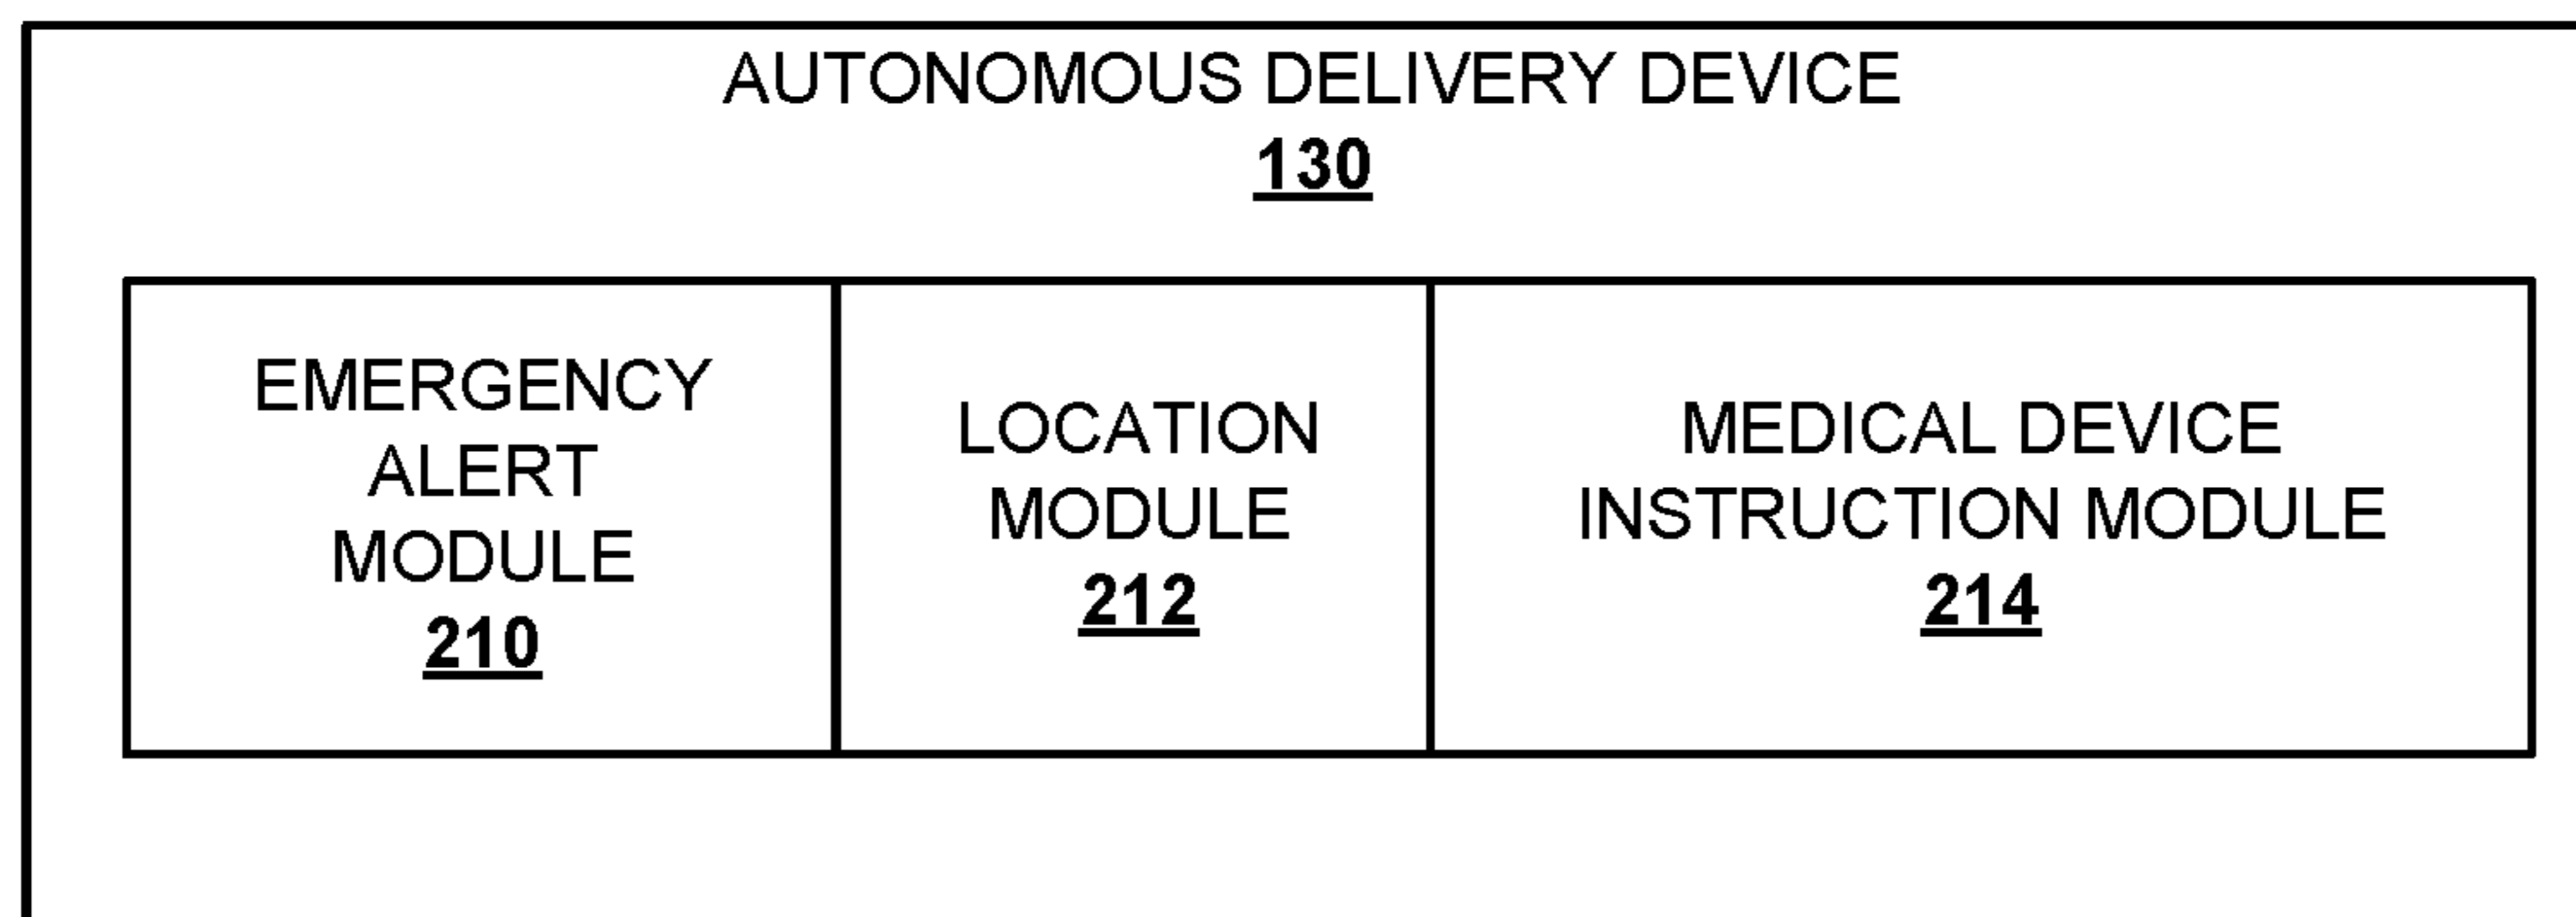 AUTONOMOUS DELIVERY DEVICE
130
EMERGENCY
ALERT
MODULE
210
LOCATION
MODULE
212
MEDICAL DEVICE
INSTRUCTION MODULE
214